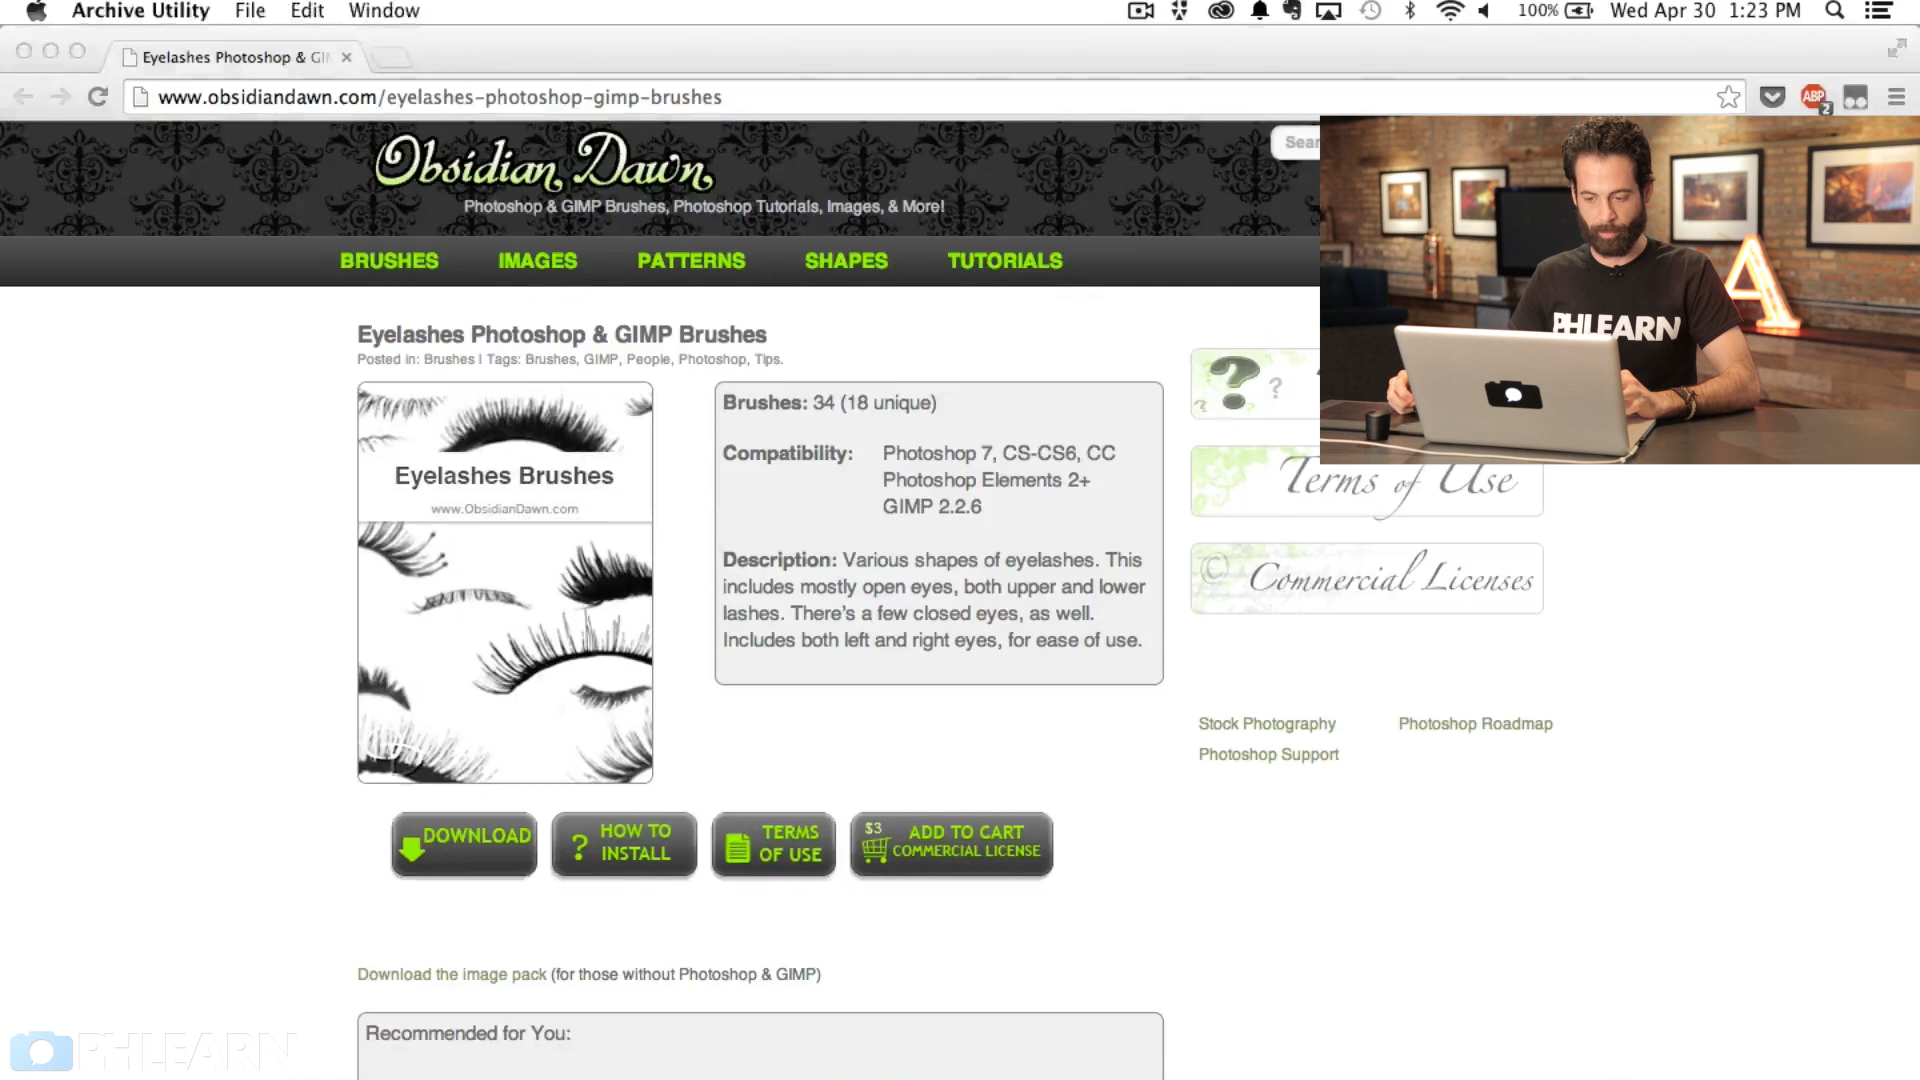 Archive Utility File Edit Window 100% Wed Apr 30 1:23 PM
Eyelashes Photoshop & GI
www.obsidiandawn.com/eyelashes-photoshop-gimp-brushes
ABP
2
Obsidian Dawn
Photoshop & GIMP Brushes, Photoshop Tutorials, Images, & More!
Sear
BRUSHES IMAGES PATTERNS SHAPES TUTORIALS
Eyelashes Photoshop & GIMP Brushes
Posted in: Brushes | Tags: Brushes, GIMP, People, Photoshop, Tips.
Eyelashes Brushes
www.ObsidianDawn.com
Brushes: 34 (18 unique)
Compatibility: Photoshop 7, CS-CS6, CC
Photoshop Elements 2+
GIMP 2.2.6
Description: Various shapes of eyelashes. This
includes mostly open eyes, both upper and lower
lashes. There's a few closed eyes, as well.
Includes both left and right eyes, for ease of use.
PHLEARN
A
? ?
Terms of Use
© Commercial Licenses
Stock Photography Photoshop Roadmap
Photoshop Support
DOWNLOAD
? HOW TO
INSTALL
TERMS
OF USE
$3 ADD TO CART
COMMERCIAL LICENSE
Download the image pack (for those without Photoshop & GIMP)
Recommended for You:
PHLEARN